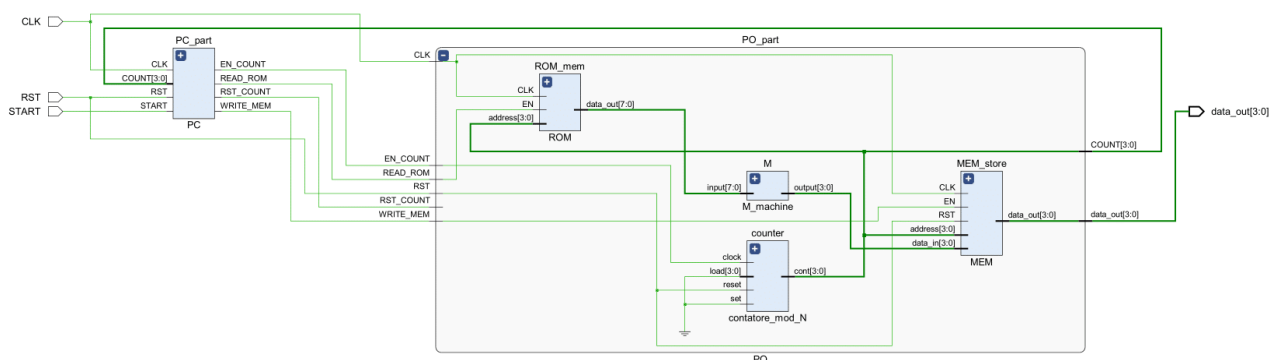 CLK
RST
START
PC_part
CLK
COUNT[3:0]
RST
START
EN_COUNT
READ_ROM
RST_COUNT
WRITE_MEM
PC
PO_part
CLK
EN_COUNT
READ_ROM
RST
RST_COUNT
WRITE_MEM
ROM_mem
CLK
EN
address[3:0]
data_out[7:0]
ROM
M
input[7:0]
output[3:0]
M_machine
counter
clock
load[3:0]
reset
set
cont[3:0]
contatore_mod_N
MEM_store
CLK
EN
RST
address[3:0]
data_in[3:0]
data_out[3:0]
MEM
COUNT[3:0]
data_out[3:0]
PO
data_out[3:0]